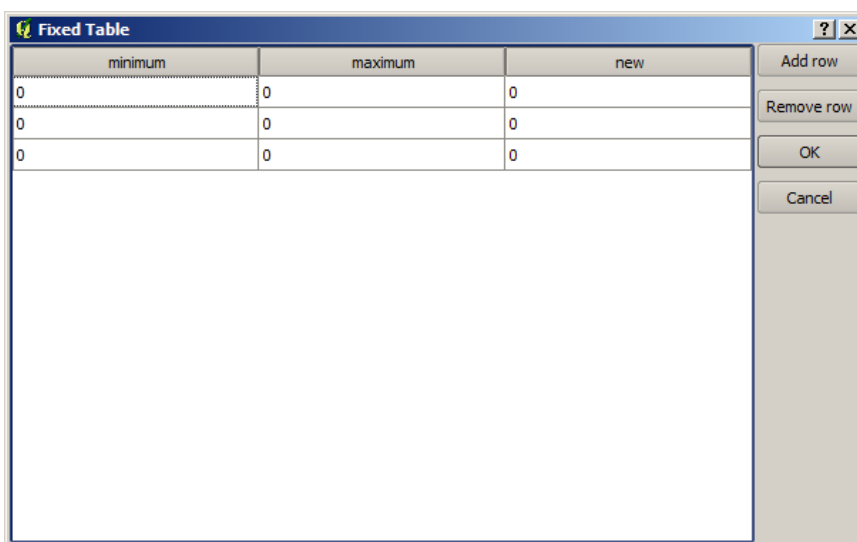 Fixed Table
minimum maximum new Add row
0 0 0
Remove row
0 0 0
0 0 0 OK
Cancel